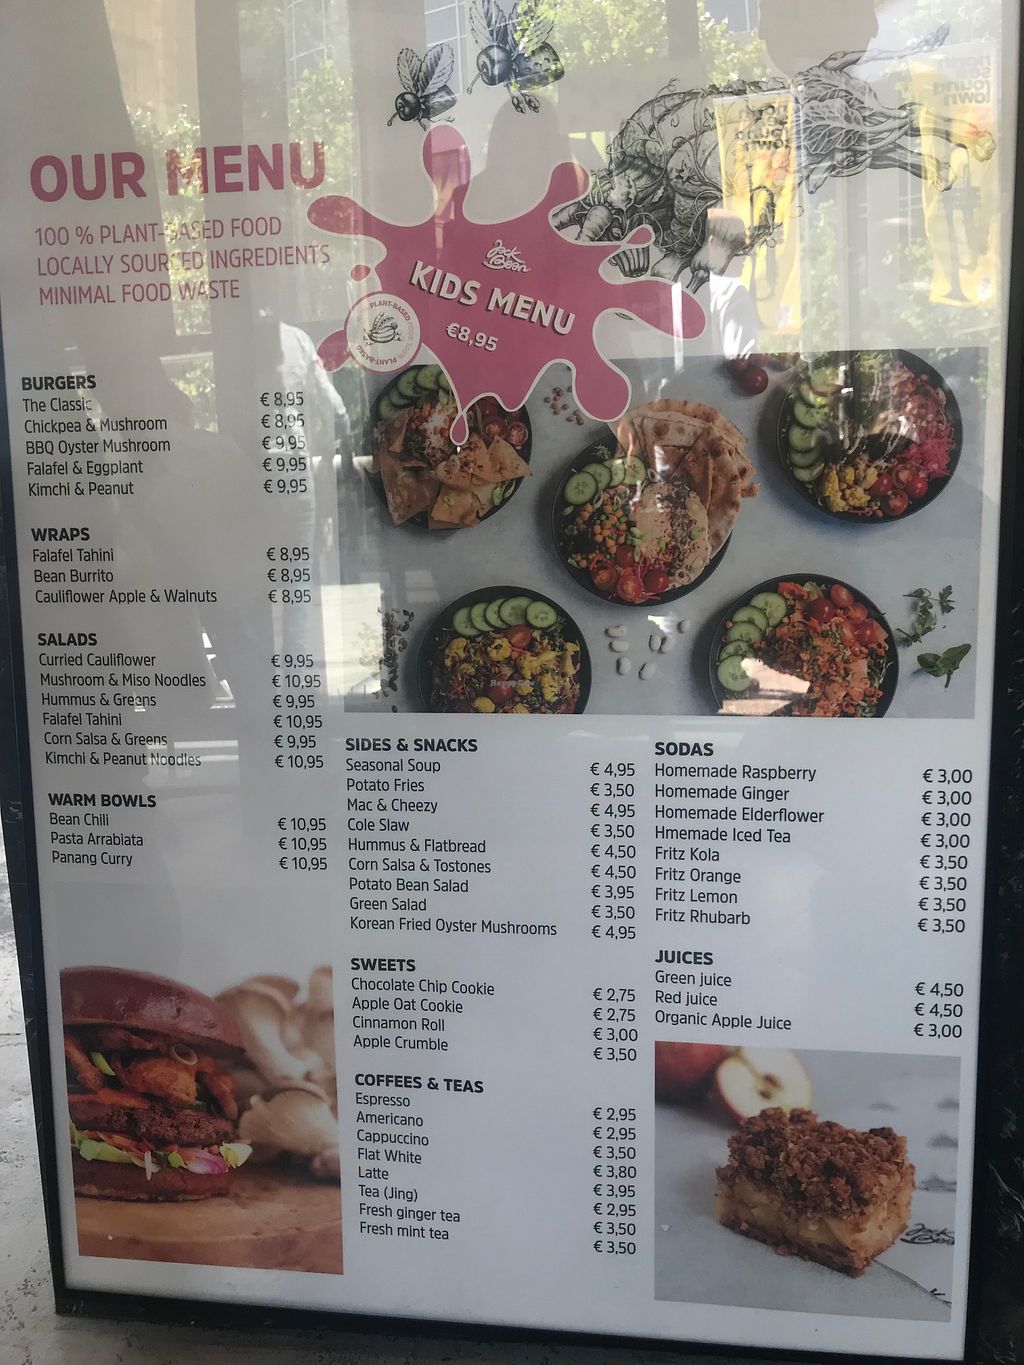 OUR MENU
100 % PLANT-BASED FOOD
LOCALLY SOURCED INGREDIENTS
MINIMAL FOOD WASTE
Jack Bean
KIDS MENU
€8,95
PLANT-BASED
BURGERS
The Classic € 8,95
Chickpea & Mushroom € 8,95
BBQ Oyster Mushroom € 9,95
Falafel & Eggplant € 9,95
Kimchi & Peanut € 9,95
WRAPS
Falafel Tahini € 8,95
Bean Burrito € 8,95
Cauliflower Apple & Walnuts € 8,95
SALADS
Curried Cauliflower € 9,95
Mushroom & Miso Noodles € 10,95
Hummus & Greens € 9,95
Falafel Tahini € 10,95
Corn Salsa & Greens € 9,95
Kimchi & Peanut Noodles € 10,95
WARM BOWLS
Bean Chili € 10,95
Pasta Arrabiata € 10,95
Panang Curry € 10,95
HappyCow
SIDES & SNACKS
Seasonal Soup € 4,95
Potato Fries € 3,50
Mac & Cheezy € 4,95
Cole Slaw € 3,50
Hummus & Flatbread € 4,50
Corn Salsa & Tostones € 4,50
Potato Bean Salad € 3,95
Green Salad € 3,50
Korean Fried Oyster Mushrooms € 4,95
SWEETS
Chocolate Chip Cookie € 2,75
Apple Oat Cookie € 2,75
Cinnamon Roll € 3,00
Apple Crumble € 3,50
COFFEES & TEAS
Espresso € 2,95
Americano € 2,95
Cappuccino € 3,50
Flat White € 3,80
Latte € 3,95
Tea (Jing) € 2,95
Fresh ginger tea € 3,50
Fresh mint tea € 3,50
SODAS
Homemade Raspberry € 3,00
Homemade Ginger € 3,00
Homemade Elderflower € 3,00
Hmemade Iced Tea € 3,00
Fritz Kola € 3,50
Fritz Orange € 3,50
Fritz Lemon € 3,50
Fritz Rhubarb € 3,50
JUICES
Green juice € 4,50
Red juice € 4,50
Organic Apple Juice € 3,00
Jack Bean